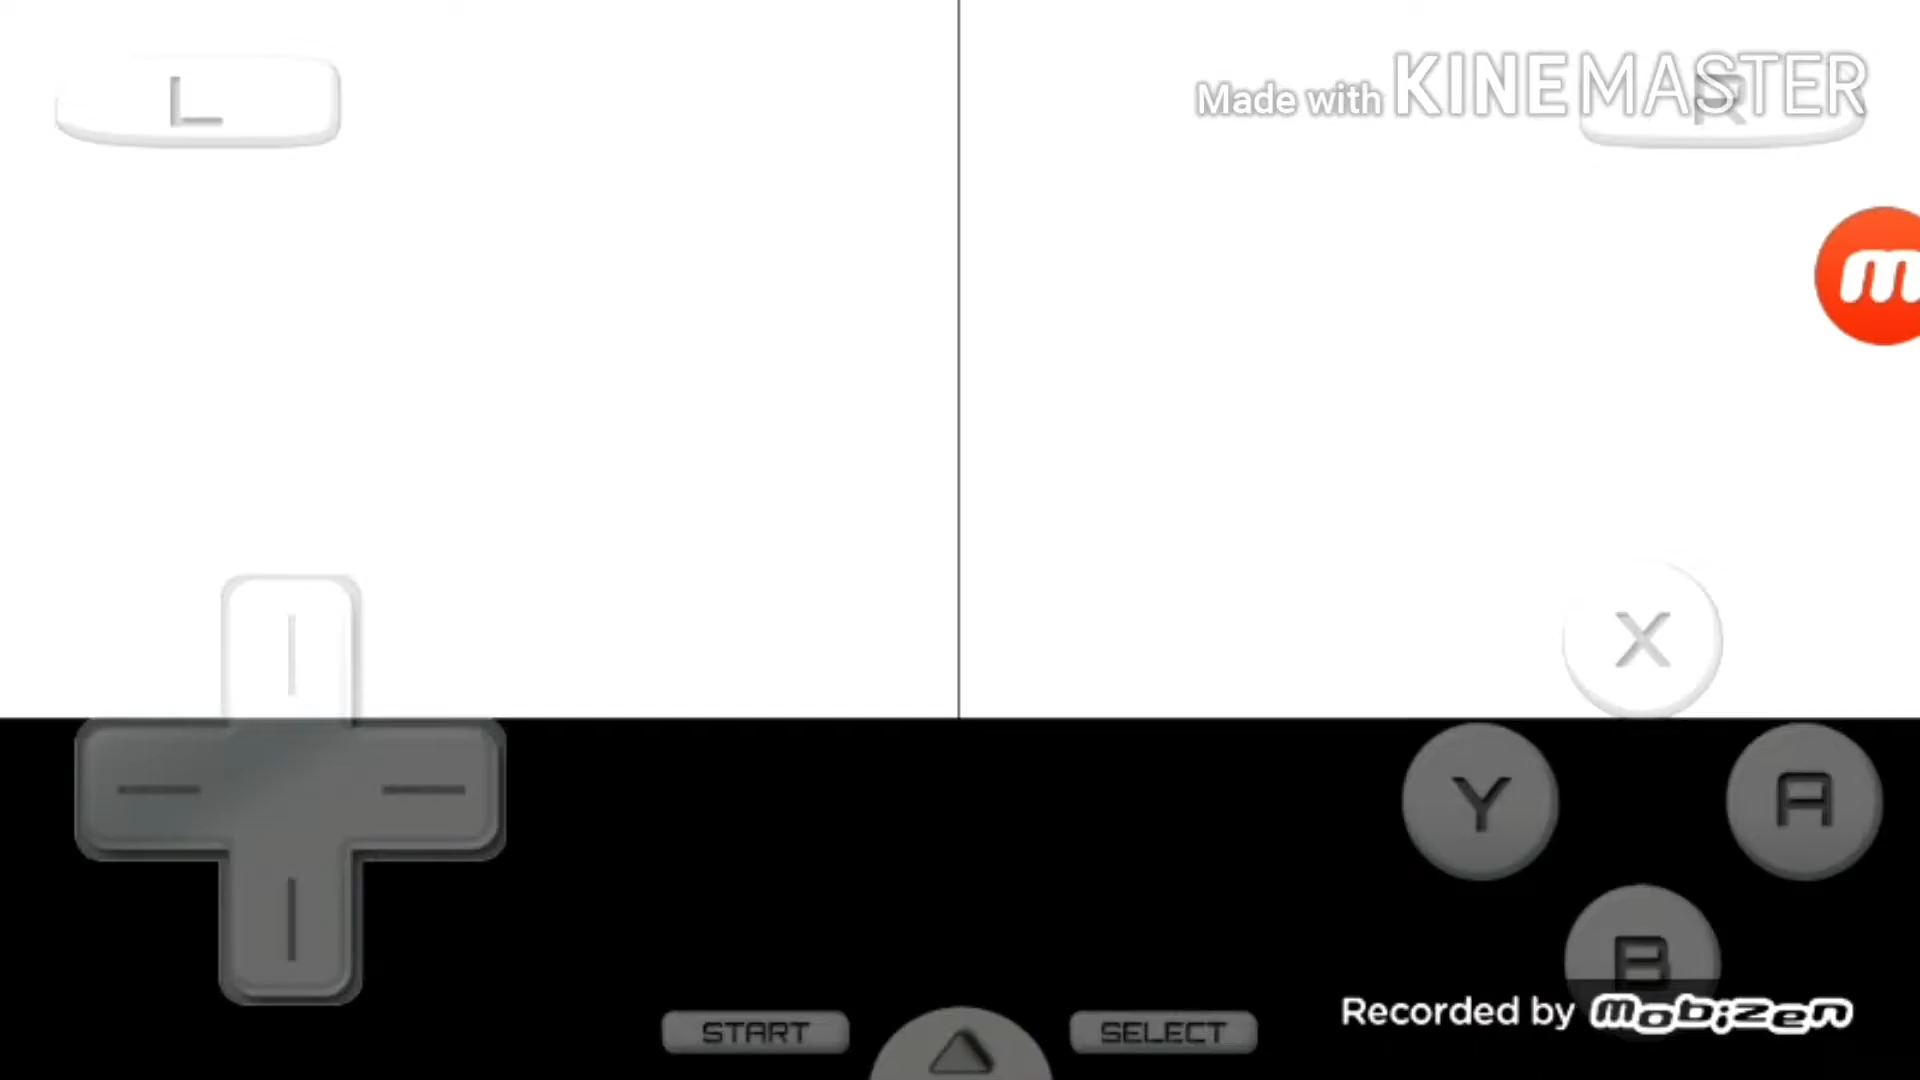 L
Made with KINEMASTER
R
m
X
Y
A
B
START
SELECT
Recorded by mobizen